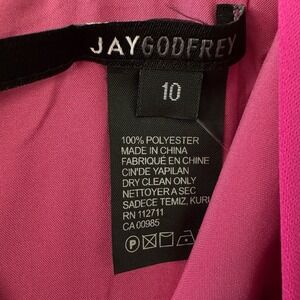 JAYGODFREY
10
100% POLYESTER
MADE IN CHINA
FABRIQUÉ EN CHINE
CIN'DE YAPILAN
DRY CLEAN ONLY
NETTOYER A SEC
SADECE TEMIZ, KURU
RN 112711
CA 00985